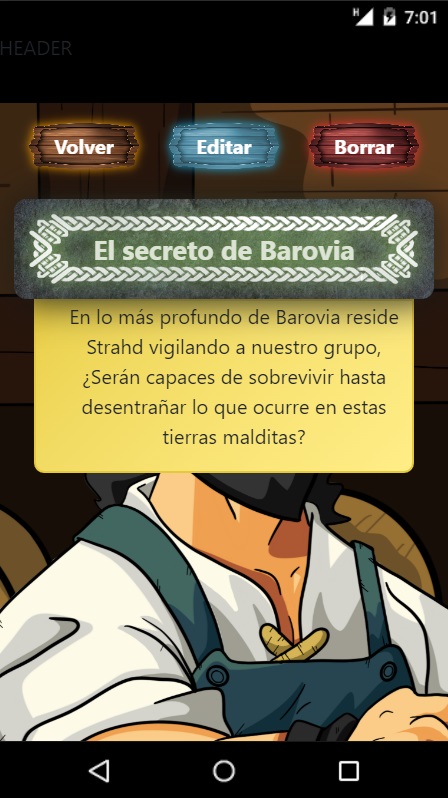 H
7:01
HEADER
Volver
Editar
Borrar
El secreto de Barovia
En lo más profundo de Barovia reside
Strahd vigilando a nuestro grupo,
¿Serán capaces de sobrevivir hasta
desentrañar lo que ocurre en estas
tierras malditas?